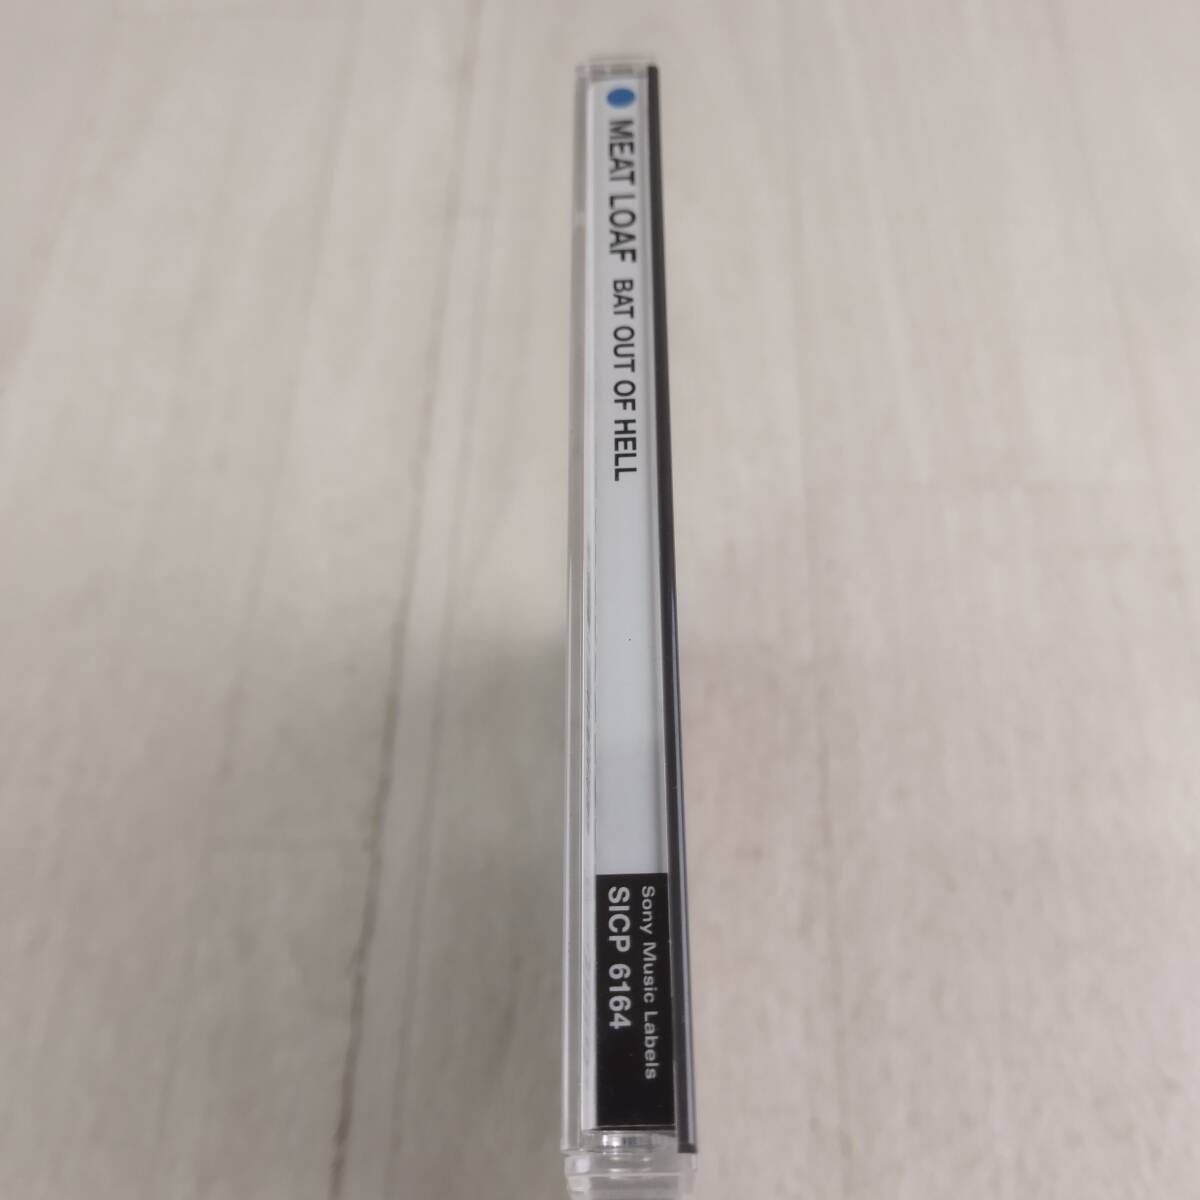 MEAT LOAF BAT OUT OF HELL
Sony Music Labels
SICP 6164